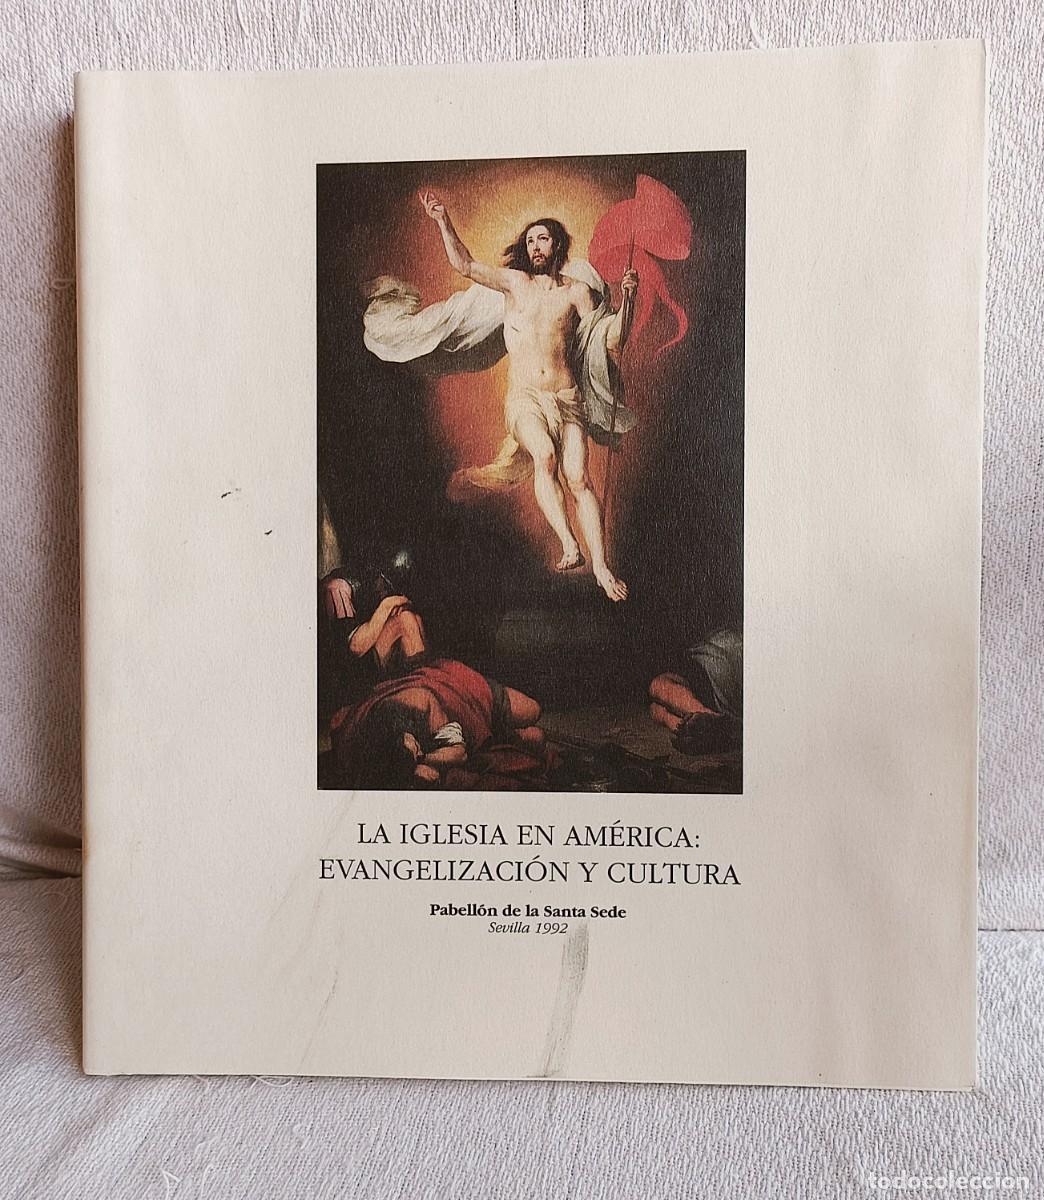 LA IGLESIA EN AMÉRICA:
EVANGELIZACIÓN Y CULTURA
Pabellón de la Santa Sede
Sevilla 1992
todocoleccion